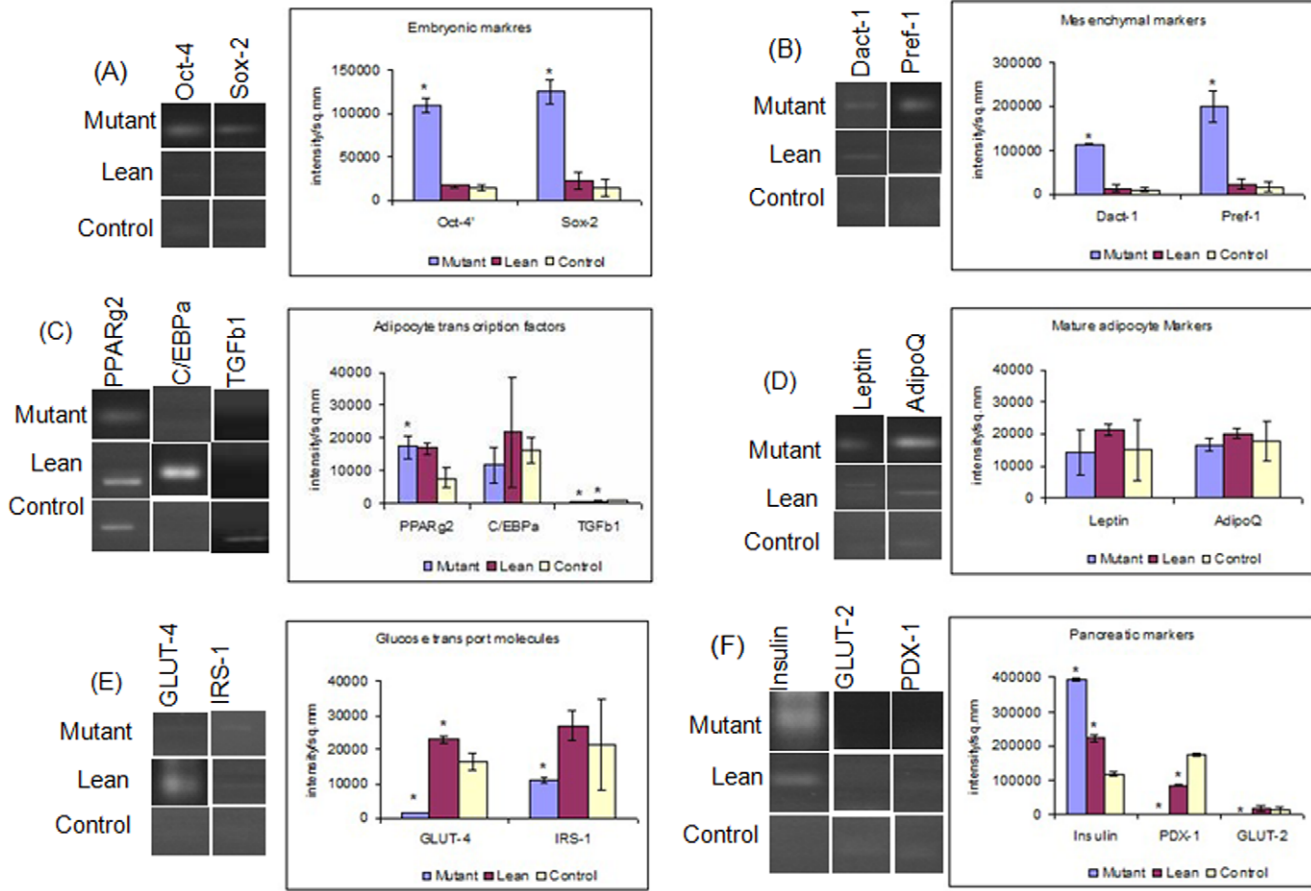 (A)
Oct-4
Sox-2
Mutant
Lean
Control
Embryonic markres
intensity/sq.mm
150000
100000
50000
0
*
*
Oct-4'
Sox-2
Mutant Lean Control
(B)
Dact-1
Pref-1
Mutant
Lean
Control
Mesenchymal markers
intensity/sq.mm
300000
200000
100000
0
*
*
Dact-1
Pref-1
Mutant Lean Control
(C)
PPARg2
C/EBPa
TGFb1
Mutant
Lean
Control
Adipocyte transcription factors
intensity/sq.mm
40000
30000
20000
10000
0
*
*
*
PPARg2
C/EBPa
TGFb1
Mutant Lean Control
(D)
Leptin
AdipoQ
Mutant
Lean
Control
Mature adipocyte Markers
intensity/sq.mm
40000
30000
20000
10000
0
Leptin
AdipoQ
Mutant Lean Control
(E)
GLUT-4
IRS-1
Mutant
Lean
Control
Glucose transport molecules
intensity/sq.mm
40000
30000
20000
10000
0
*
*
*
GLUT-4
IRS-1
Mutant Lean Control
(F)
Insulin
GLUT-2
PDX-1
Mutant
Lean
Control
Pancreatic markers
intensity/sq.mm
400000
300000
200000
100000
0
*
*
*
*
*
Insulin
PDX-1
GLUT-2
Mutant Lean Control